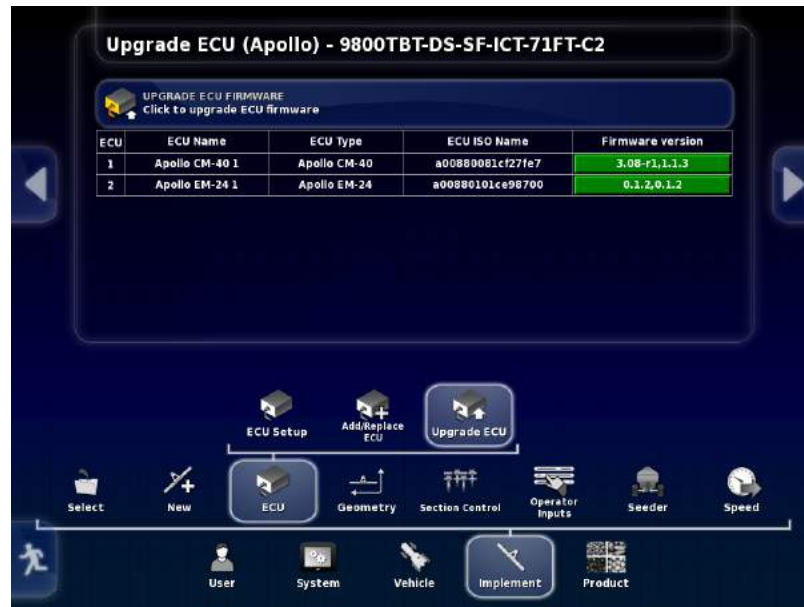 Upgrade ECU (Apollo) - 9800TBT-DS-SF-ICT-71FT-C2
UPGRADE ECU FIRMWARE
Click to upgrade ECU firmware
ECU ECU Name ECU Type ECU ISO Name Firmware version
1 Apollo CM-40 1 Apollo CM-40 a00880081cf27fe7 3.08-r1,1.1.3
2 Apollo EM-24 1 Apollo EM-24 a00880101ce98700 0.1.2,0.1.2
ECU Setup Add/Replace ECU Upgrade ECU
Select New ECU Geometry Section Control Operator Inputs Seeder Speed
User System Vehicle Implement Product